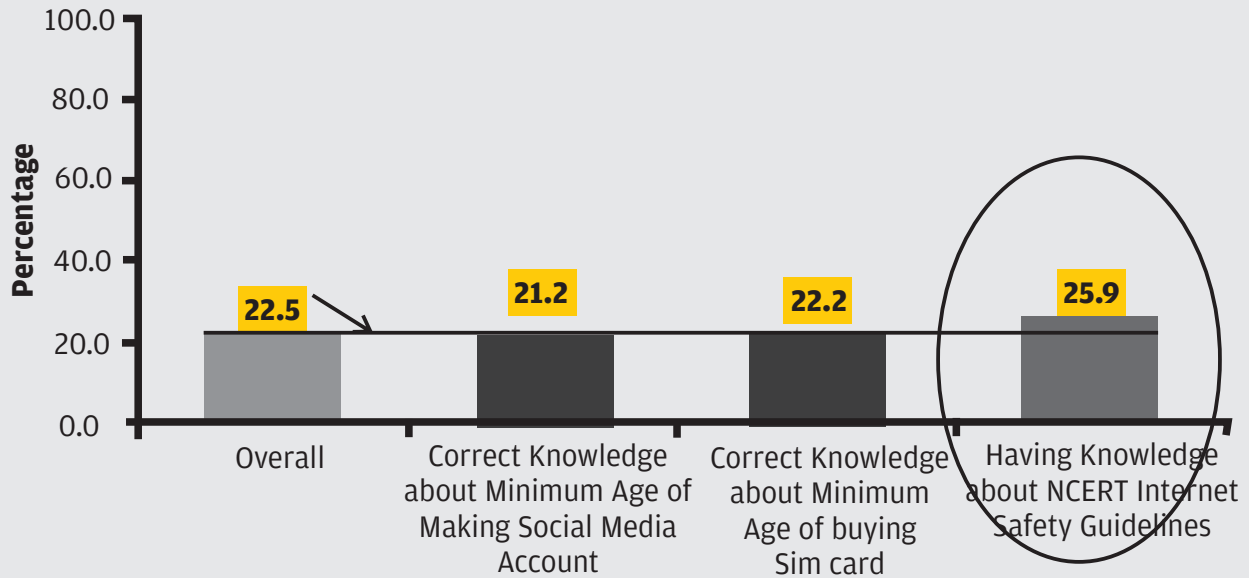 100.0
80.0
60.0
40.0
20.0
0.0
Percentage
22.5
21.2
22.2
25.9
Overall
Correct Knowledge
about Minimum Age of
Making Social Media
Account
Correct Knowledge
about Minimum
Age of buying
Sim card
Having Knowledge
about NCERT Internet
Safety Guidelines